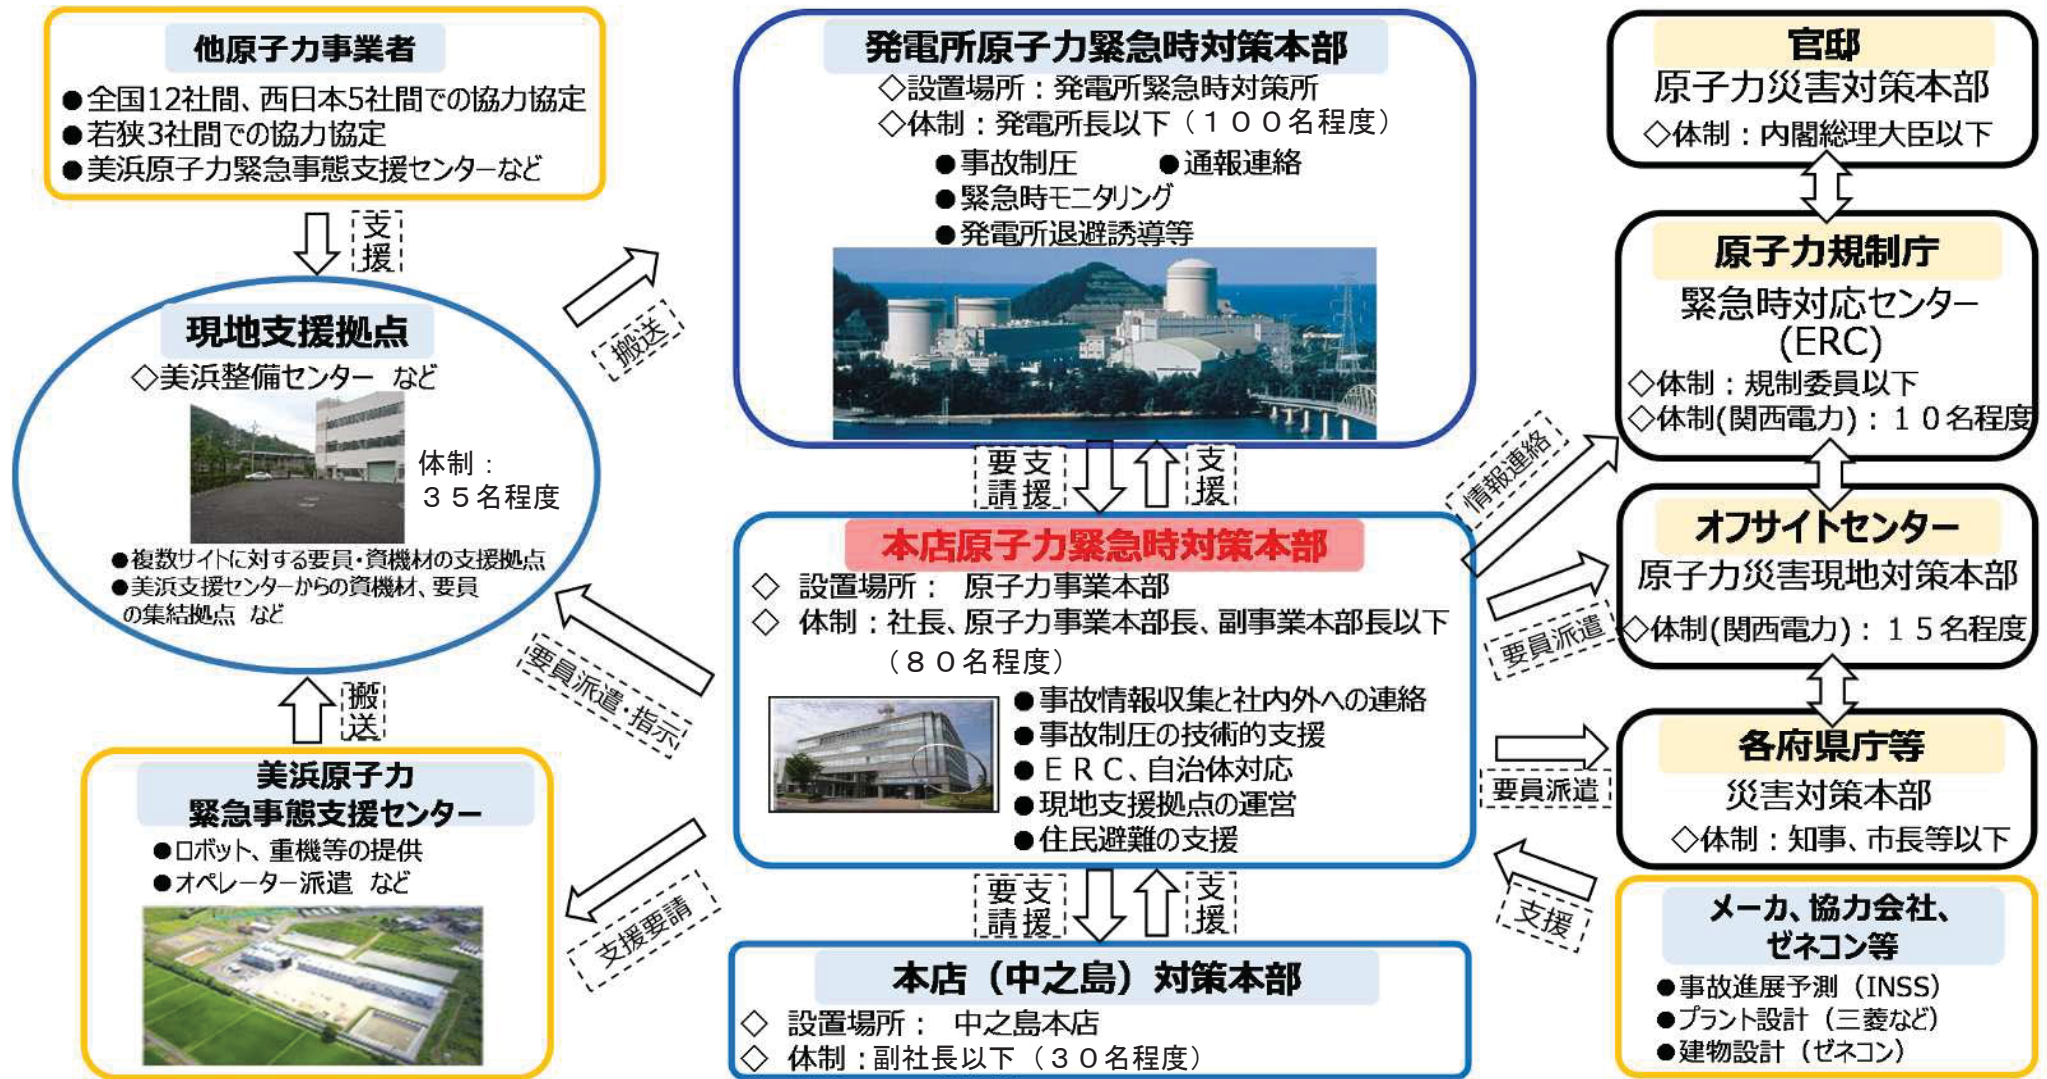 他原子力事業者
●全国12社間、西日本5社間での協力協定
●若狭3社間での協力協定
●美浜原子力緊急事態支援センターなど
支援
現地支援拠点
◇美浜整備センター など
体制：
３５名程度
●複数サイトに対する要員・資機材の支援拠点
●美浜支援センターからの資機材、要員
の集結拠点 など
搬送
美浜原子力
緊急事態支援センター
●ロボット、重機等の提供
●オペレーター派遣 など
搬送
要員派遣・指示
支援要請
発電所原子力緊急時対策本部
◇設置場所：発電所緊急時対策所
◇体制：発電所長以下（１００名程度）
●事故制圧 ●通報連絡
●緊急時モニタリング
●発電所退避誘導等
支援要請
支援
本店原子力緊急時対策本部
◇ 設置場所： 原子力事業本部
◇ 体制：社長、原子力事業本部長、副事業本部長以下
（８０名程度）
●事故情報収集と社内外への連絡
●事故制圧の技術的支援
●ＥＲＣ、自治体対応
●現地支援拠点の運営
●住民避難の支援
支援要請
支援
本店（中之島）対策本部
◇ 設置場所： 中之島本店
◇ 体制：副社長以下（３０名程度）
官邸
原子力災害対策本部
◇体制：内閣総理大臣以下
原子力規制庁
緊急時対応センター
(ERC)
◇体制：規制委員以下
◇体制(関西電力)：１０名程度
情報連絡
オフサイトセンター
原子力災害現地対策本部
◇体制(関西電力)：１５名程度
要員派遣
各府県庁等
災害対策本部
◇体制：知事、市長等以下
要員派遣
支援
メーカ、協力会社、
ゼネコン等
●事故進展予測（INSS）
●プラント設計（三菱など）
●建物設計（ゼネコン）